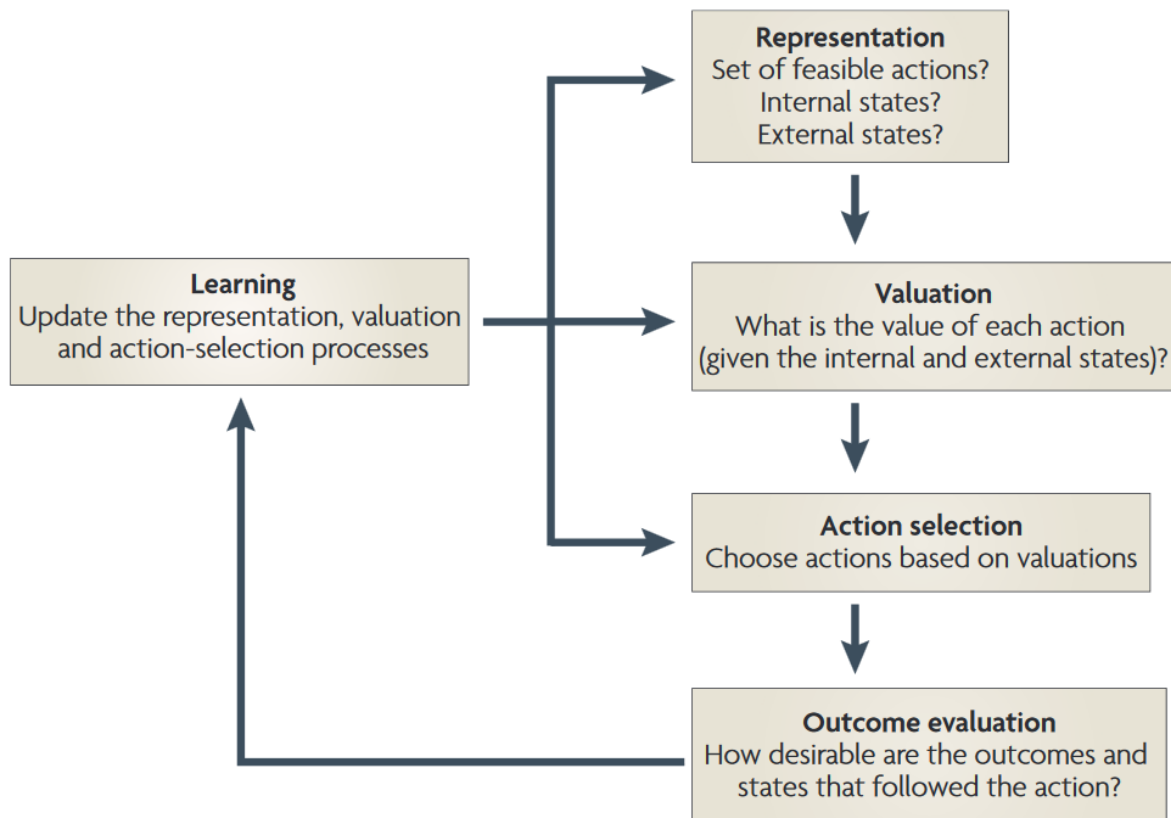 Representation
Set of feasible actions?
Internal states?
External states?
Learning
Update the representation, valuation
and action-selection processes
Valuation
What is the value of each action
(given the internal and external states)?
Action selection
Choose actions based on valuations
Outcome evaluation
How desirable are the outcomes and
states that followed the action?